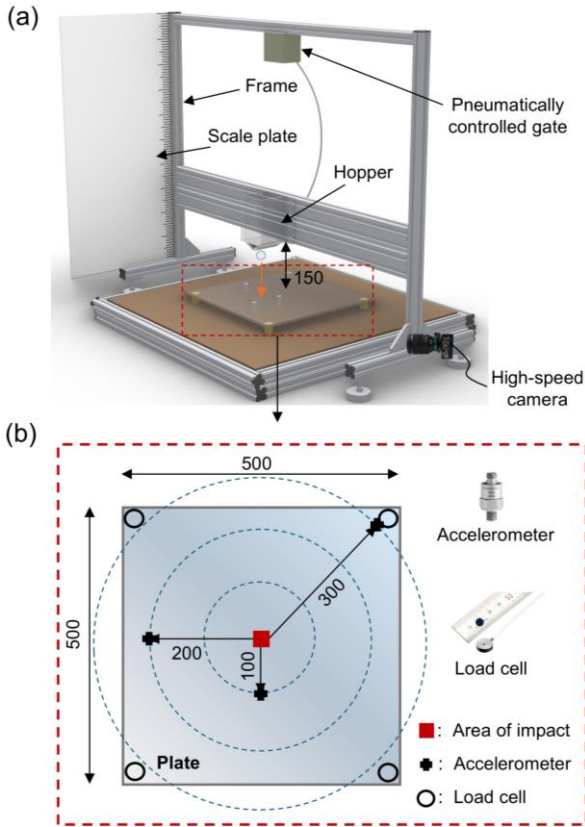 (a)
Frame
Scale plate
Pneumatically
controlled gate
Hopper
150
High-speed
camera
(b)
500
500
300
200
100
Plate
Accelerometer
Load cell
: Area of impact
: Accelerometer
: Load cell